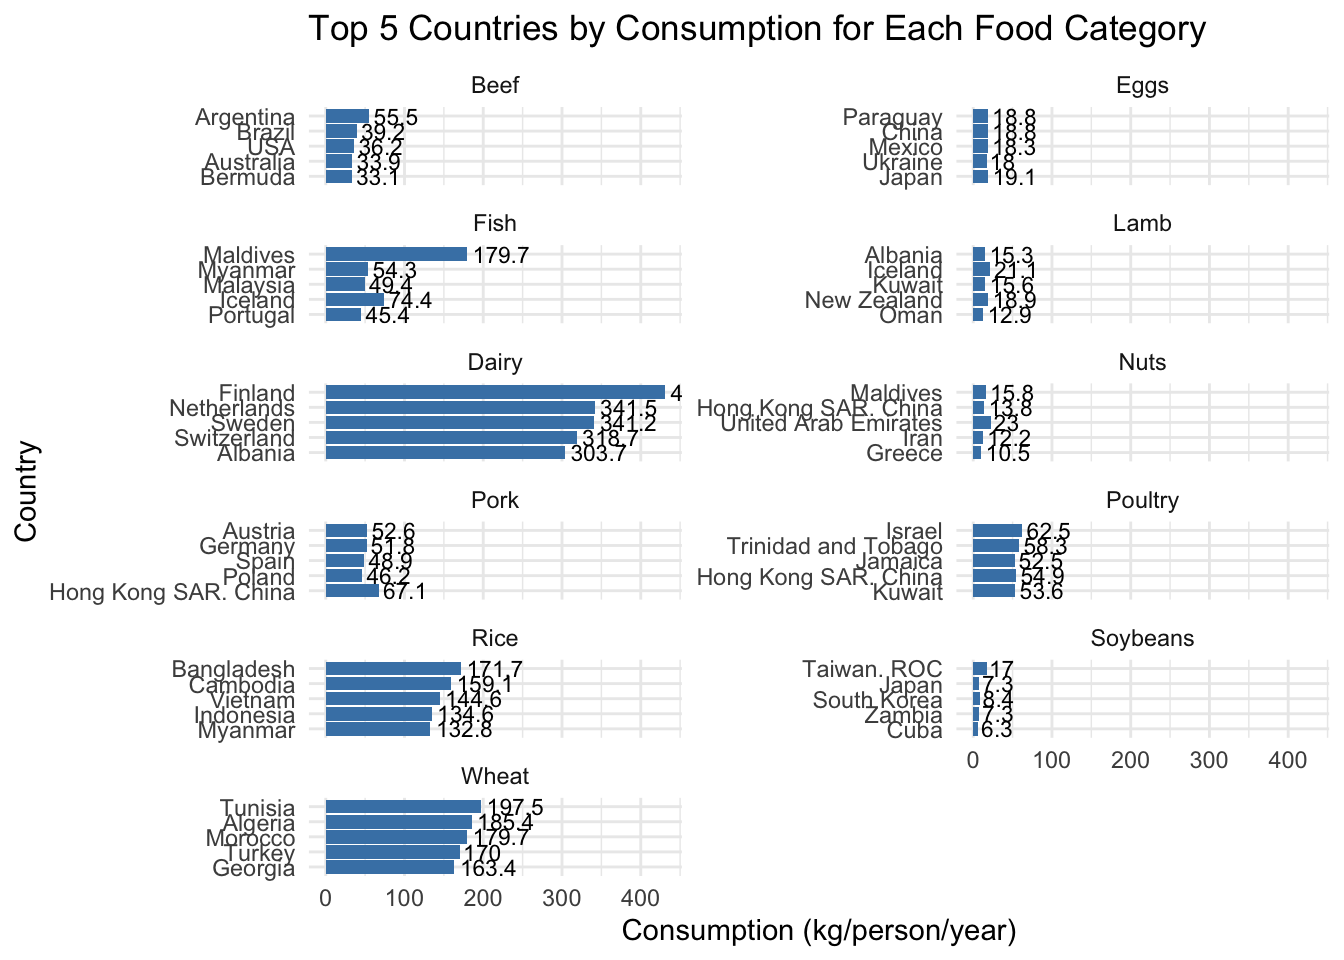 Top 5 Countries by Consumption for Each Food Category
Beef
Argentina 55.5
Brazil 39.2
USA 36.2
Australia 33.9
Bermuda 33.1
Eggs
Paraguay 18.8
China 18.8
Mexico 18.3
Ukraine 18
Japan 19.1
Fish
Maldives 179.7
Myanmar 54.3
Malaysia 49.4
Iceland 74.4
Portugal 45.4
Lamb
Albania 15.3
Iceland 21.1
Kuwait 15.6
New Zealand 18.9
Oman 12.9
Dairy
Finland 4
Netherlands 341.5
Sweden 341.2
Switzerland 318.7
Albania 303.7
Nuts
Maldives 15.8
Hong Kong SAR. China 13.8
United Arab Emirates 23
Iran 12.2
Greece 10.5
Pork
Austria 52.6
Germany 51.8
Spain 48.9
Poland 46.2
Hong Kong SAR. China 67.1
Poultry
Israel 62.5
Trinidad and Tobago 58.3
Jamaica 52.5
Hong Kong SAR. China 54.9
Kuwait 53.6
Rice
Bangladesh 171.7
Cambodia 159.1
Vietnam 144.6
Indonesia 134.6
Myanmar 132.8
Soybeans
Taiwan. ROC 17
Japan 7.3
South Korea 8.4
Zambia 7.3
Cuba 6.3
0 100 200 300 400
Wheat
Tunisia 197.5
Algeria 185.4
Morocco 179.7
Turkey 170
Georgia 163.4
0 100 200 300 400
Country
Consumption (kg/person/year)